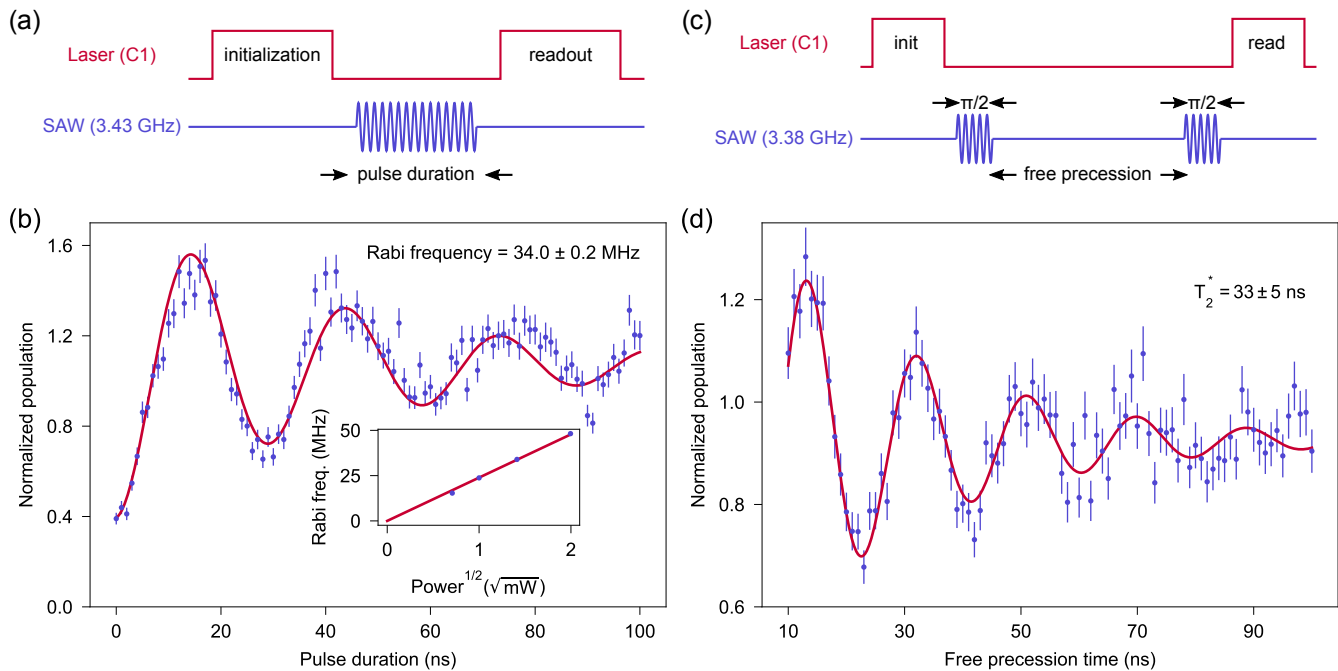 (a)
Laser (C1)
initialization
readout
SAW (3.43 GHz)
pulse duration
(b)
Normalized population
1.6
1.2
0.8
0.4
0.0
Rabi frequency = 34.0 ± 0.2 MHz
Rabi freq. (MHz)
50
25
0
0 1 2
Power^1/2 (√mW)
0 20 40 60 80 100
Pulse duration (ns)
(c)
Laser (C1)
init
read
π/2
π/2
SAW (3.38 GHz)
free precession
(d)
Normalized population
1.2
1.0
0.8
0.6
T₂* = 33 ± 5 ns
10 30 50 70 90
Free precession time (ns)